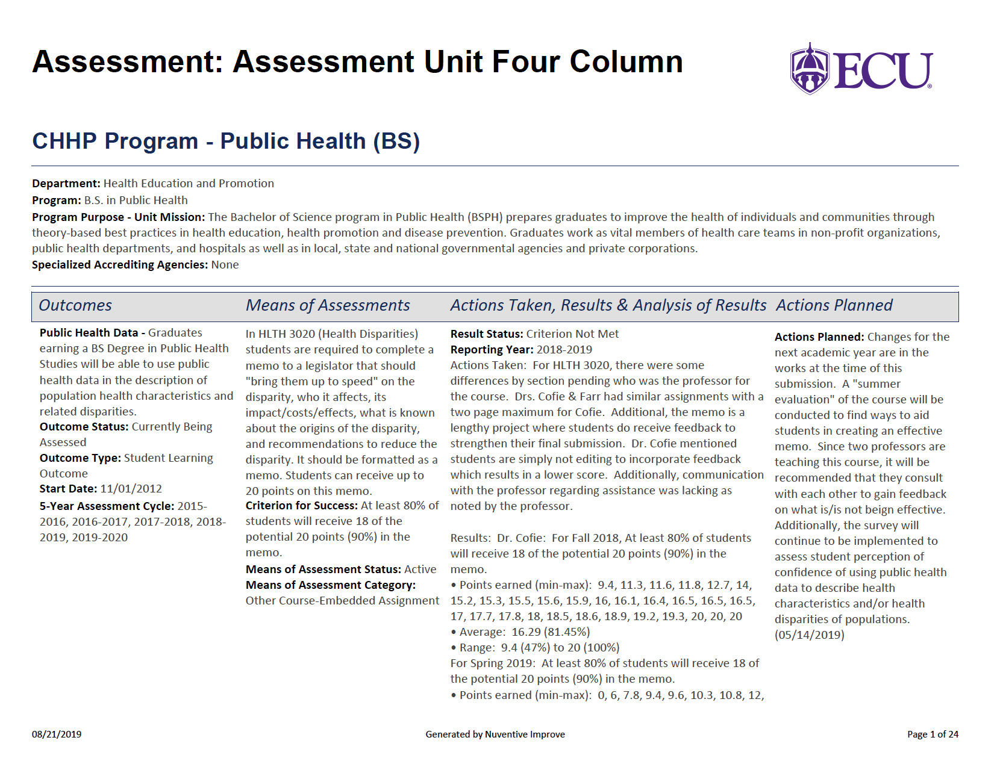 Assessment: Assessment Unit Four Column
ECU®
CHHP Program - Public Health (BS)
Department: Health Education and Promotion
Program: B.S. in Public Health
Program Purpose - Unit Mission: The Bachelor of Science program in Public Health (BSPH) prepares graduates to improve the health of individuals and communities through
theory-based best practices in health education, health promotion and disease prevention. Graduates work as vital members of health care teams in non-profit organizations,
public health departments, and hospitals as well as in local, state and national governmental agencies and private corporations.
Specialized Accrediting Agencies: None
Outcomes
Means of Assessments
Actions Taken, Results & Analysis of Results
Actions Planned
Public Health Data - Graduates
earning a BS Degree in Public Health
Studies will be able to use public
health data in the description of
population health characteristics and
related disparities.
Outcome Status: Currently Being
Assessed
Outcome Type: Student Learning
Outcome
Start Date: 11/01/2012
5-Year Assessment Cycle: 2015-
2016, 2016-2017, 2017-2018, 2018-
2019, 2019-2020
In HLTH 3020 (Health Disparities)
students are required to complete a
memo to a legislator that should
"bring them up to speed" on the
disparity, who it affects, its
impact/costs/effects, what is known
about the origins of the disparity,
and recommendations to reduce the
disparity. It should be formatted as a
memo. Students can receive up to
20 points on this memo.
Criterion for Success: At least 80% of
students will receive 18 of the
potential 20 points (90%) in the
memo.
Means of Assessment Status: Active
Means of Assessment Category:
Other Course-Embedded Assignment
Result Status: Criterion Not Met
Reporting Year: 2018-2019
Actions Taken:  For HLTH 3020, there were some
differences by section pending who was the professor for
the course.  Drs. Cofie & Farr had similar assignments with a
two page maximum for Cofie.  Additional, the memo is a
lengthy project where students do receive feedback to
strengthen their final submission.  Dr. Cofie mentioned
students are simply not editing to incorporate feedback
which results in a lower score.  Additionally, communication
with the professor regarding assistance was lacking as
noted by the professor.
Results:  Dr. Cofie:  For Fall 2018, At least 80% of students
will receive 18 of the potential 20 points (90%) in the
memo.
• Points earned (min-max):  9.4, 11.3, 11.6, 11.8, 12.7, 14,
15.2, 15.3, 15.5, 15.6, 15.9, 16, 16.1, 16.4, 16.5, 16.5, 16.5,
17, 17.7, 17.8, 18, 18.5, 18.6, 18.9, 19.2, 19.3, 20, 20, 20
• Average:  16.29 (81.45%)
• Range:  9.4 (47%) to 20 (100%)
For Spring 2019:  At least 80% of students will receive 18 of
the potential 20 points (90%) in the memo.
• Points earned (min-max):  0, 6, 7.8, 9.4, 9.6, 10.3, 10.8, 12,
Actions Planned: Changes for the
next academic year are in the
works at the time of this
submission.  A "summer
evaluation" of the course will be
conducted to find ways to aid
students in creating an effective
memo.  Since two professors are
teaching this course, it will be
recommended that they consult
with each other to gain feedback
on what is/is not beign effective.
Additionally, the survey will
continue to be implemented to
assess student perception of
confidence of using public health
data to describe health
characteristics and/or health
disparities of populations.
(05/14/2019)
08/21/2019
Generated by Nuventive Improve
Page 1 of 24